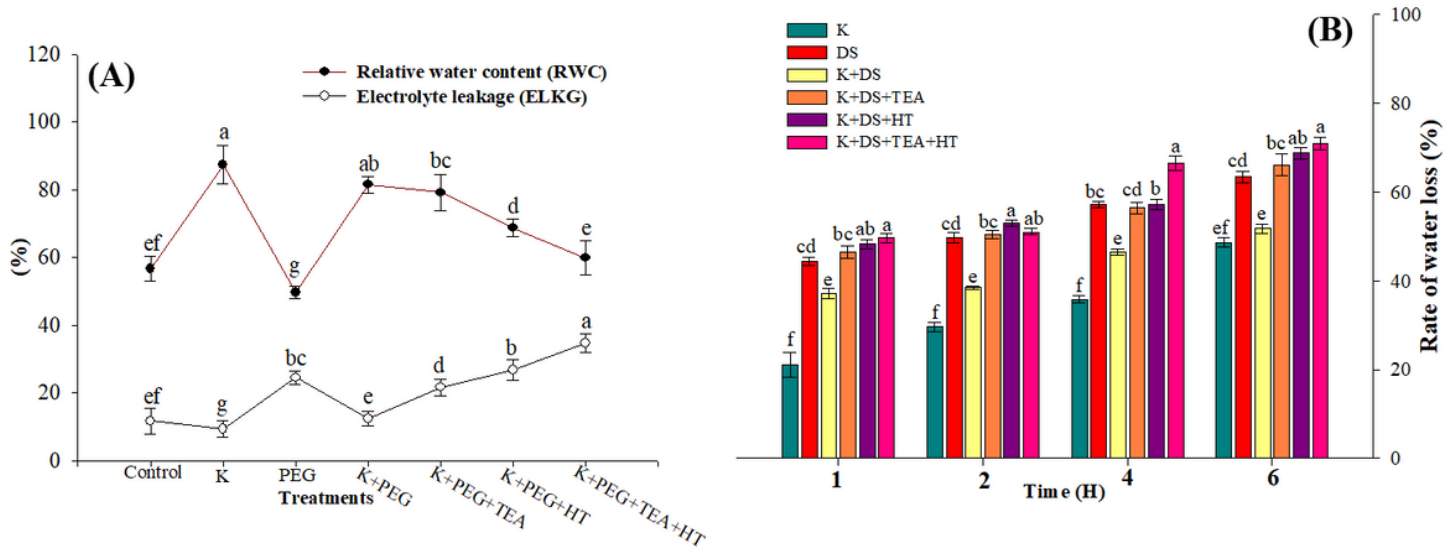 (A)
(%)
120
100
80
60
40
20
0
Relative water content (RWC)
Electrolyte leakage (ELKG)
ef
a
g
ab
bc
d
e
ef
g
bc
e
d
b
a
Control
K
PEG
K+PEG
K+PEG+TEA
K+PEG+HT
K+PEG+TEA+HT
Treatments
(B)
K
DS
K+DS
K+DS+TEA
K+DS+HT
K+DS+TEA+HT
f
cd
e
bc
ab
a
f
cd
e
bc
a
ab
f
bc
e
cd
b
a
ef
cd
e
bc
ab
a
1
2
4
6
Time (H)
100
80
60
40
20
0
Rate of water loss (%)